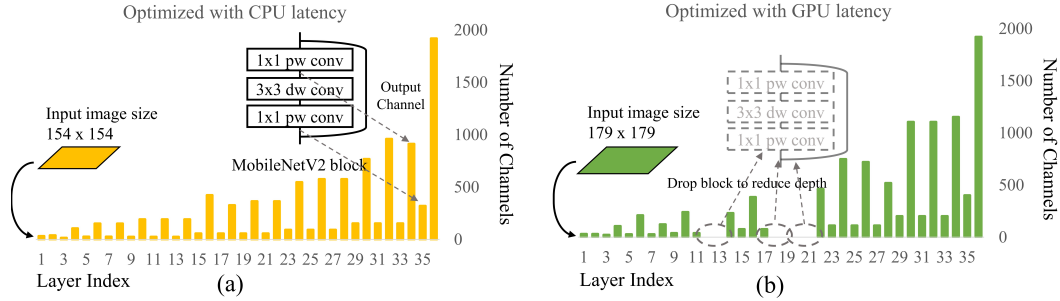 Optimized with CPU latency
2000
1500
1000
500
0
Number of Channels
1x1 pw conv
3x3 dw conv
1x1 pw conv
Output
Channel
MobileNetV2 block
Input image size
154 x 154
1 3 5 7 9 11 13 15 17 19 21 23 25 27 29 31 33 35
Layer Index
(a)
Optimized with GPU latency
2000
1500
1000
500
0
Number of Channels
1x1 pw conv
3x3 dw conv
1x1 pw conv
Drop block to reduce depth
Input image size
179 x 179
1 3 5 7 9 11 13 15 17 19 21 23 25 27 29 31 33 35
Layer Index
(b)